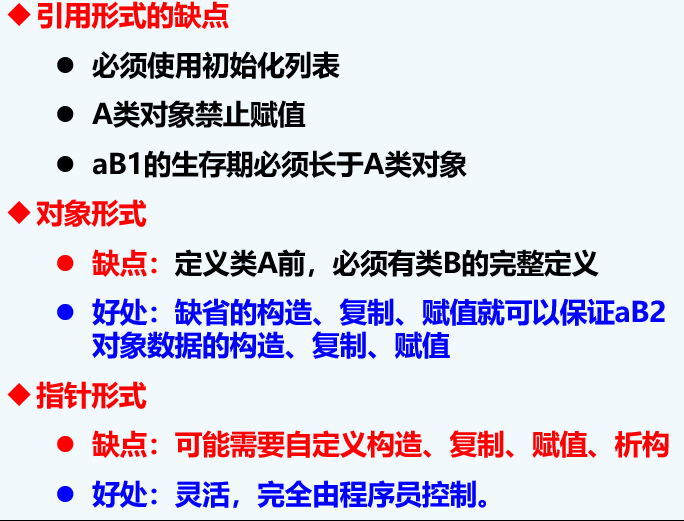 引用形式的缺点
必须使用初始化列表
A类对象禁止赋值
aB1的生存期必须长于A类对象
对象形式
缺点：定义类A前，必须有类B的完整定义
好处：缺省的构造、复制、赋值就可以保证aB2
对象数据的构造、复制、赋值
指针形式
缺点：可能需要自定义构造、复制、赋值、析构
好处：灵活，完全由程序员控制。